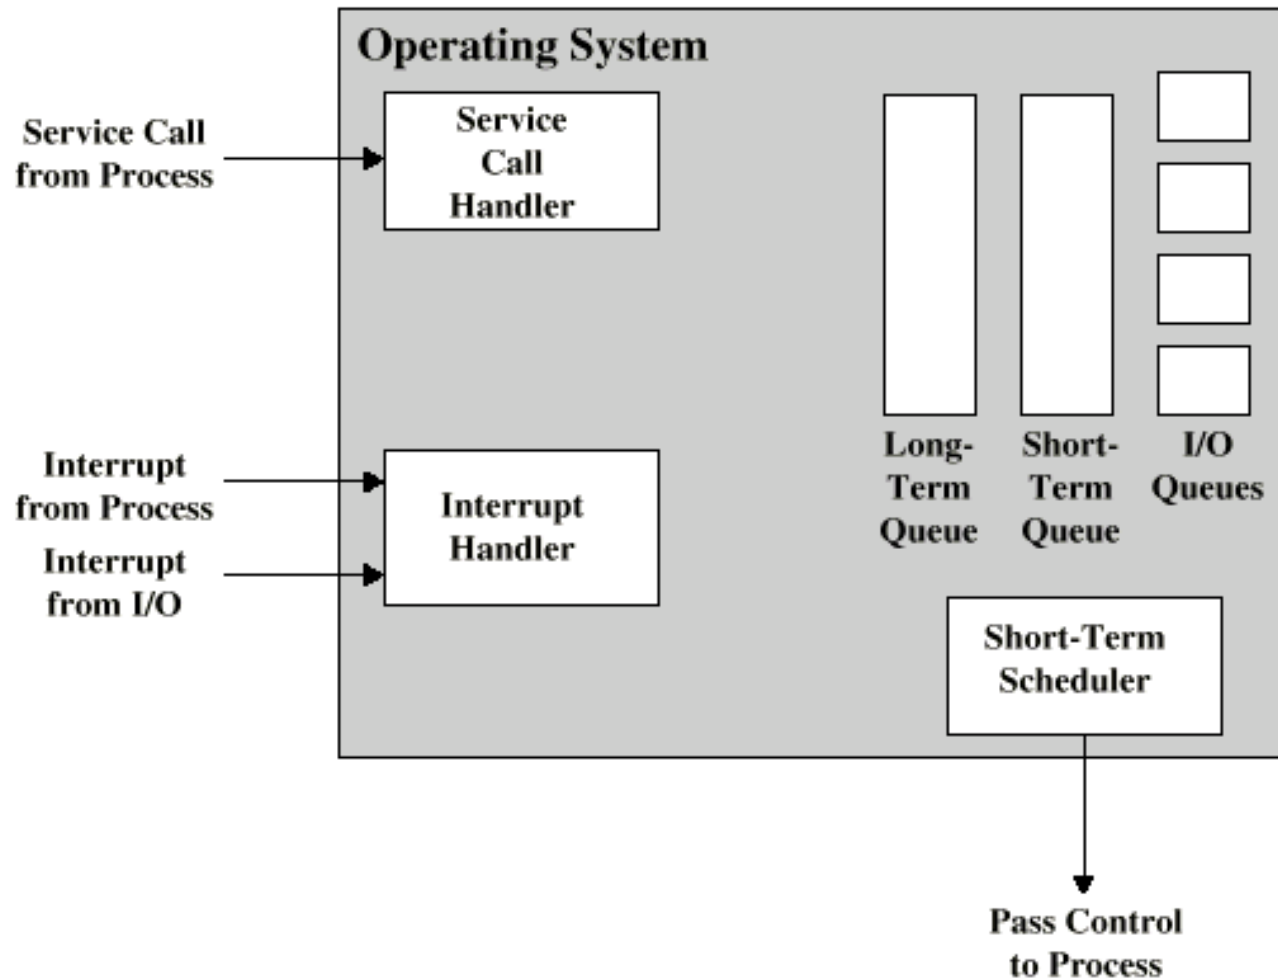 Operating System
Service Call
from Process
Service
Call
Handler
Interrupt
from Process
Interrupt
from I/O
Interrupt
Handler
Long-
Term
Queue
Short-
Term
Queue
I/O
Queues
Short-Term
Scheduler
Pass Control
to Process